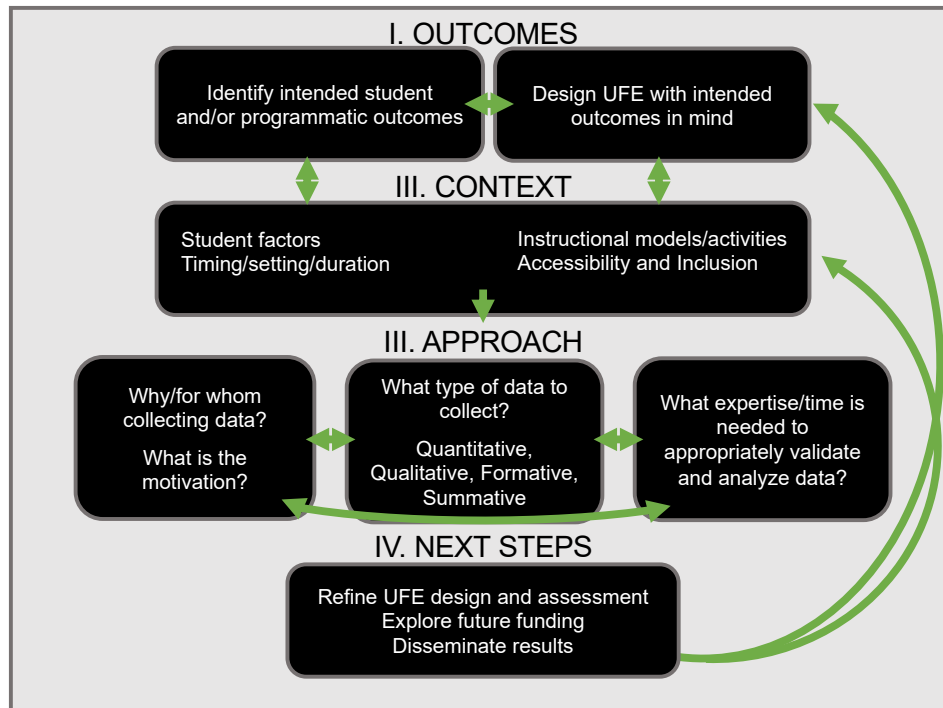 I. OUTCOMES
Identify intended student
and/or programmatic outcomes
Design UFE with intended
outcomes in mind
III. CONTEXT
Student factors
Timing/setting/duration
Instructional models/activities
Accessibility and Inclusion
III. APPROACH
Why/for whom
collecting data?
What is the
motivation?
What type of data to
collect?
Quantitative,
Qualitative, Formative,
Summative
What expertise/time is
needed to
appropriately validate
and analyze data?
IV. NEXT STEPS
Refine UFE design and assessment
Explore future funding
Disseminate results